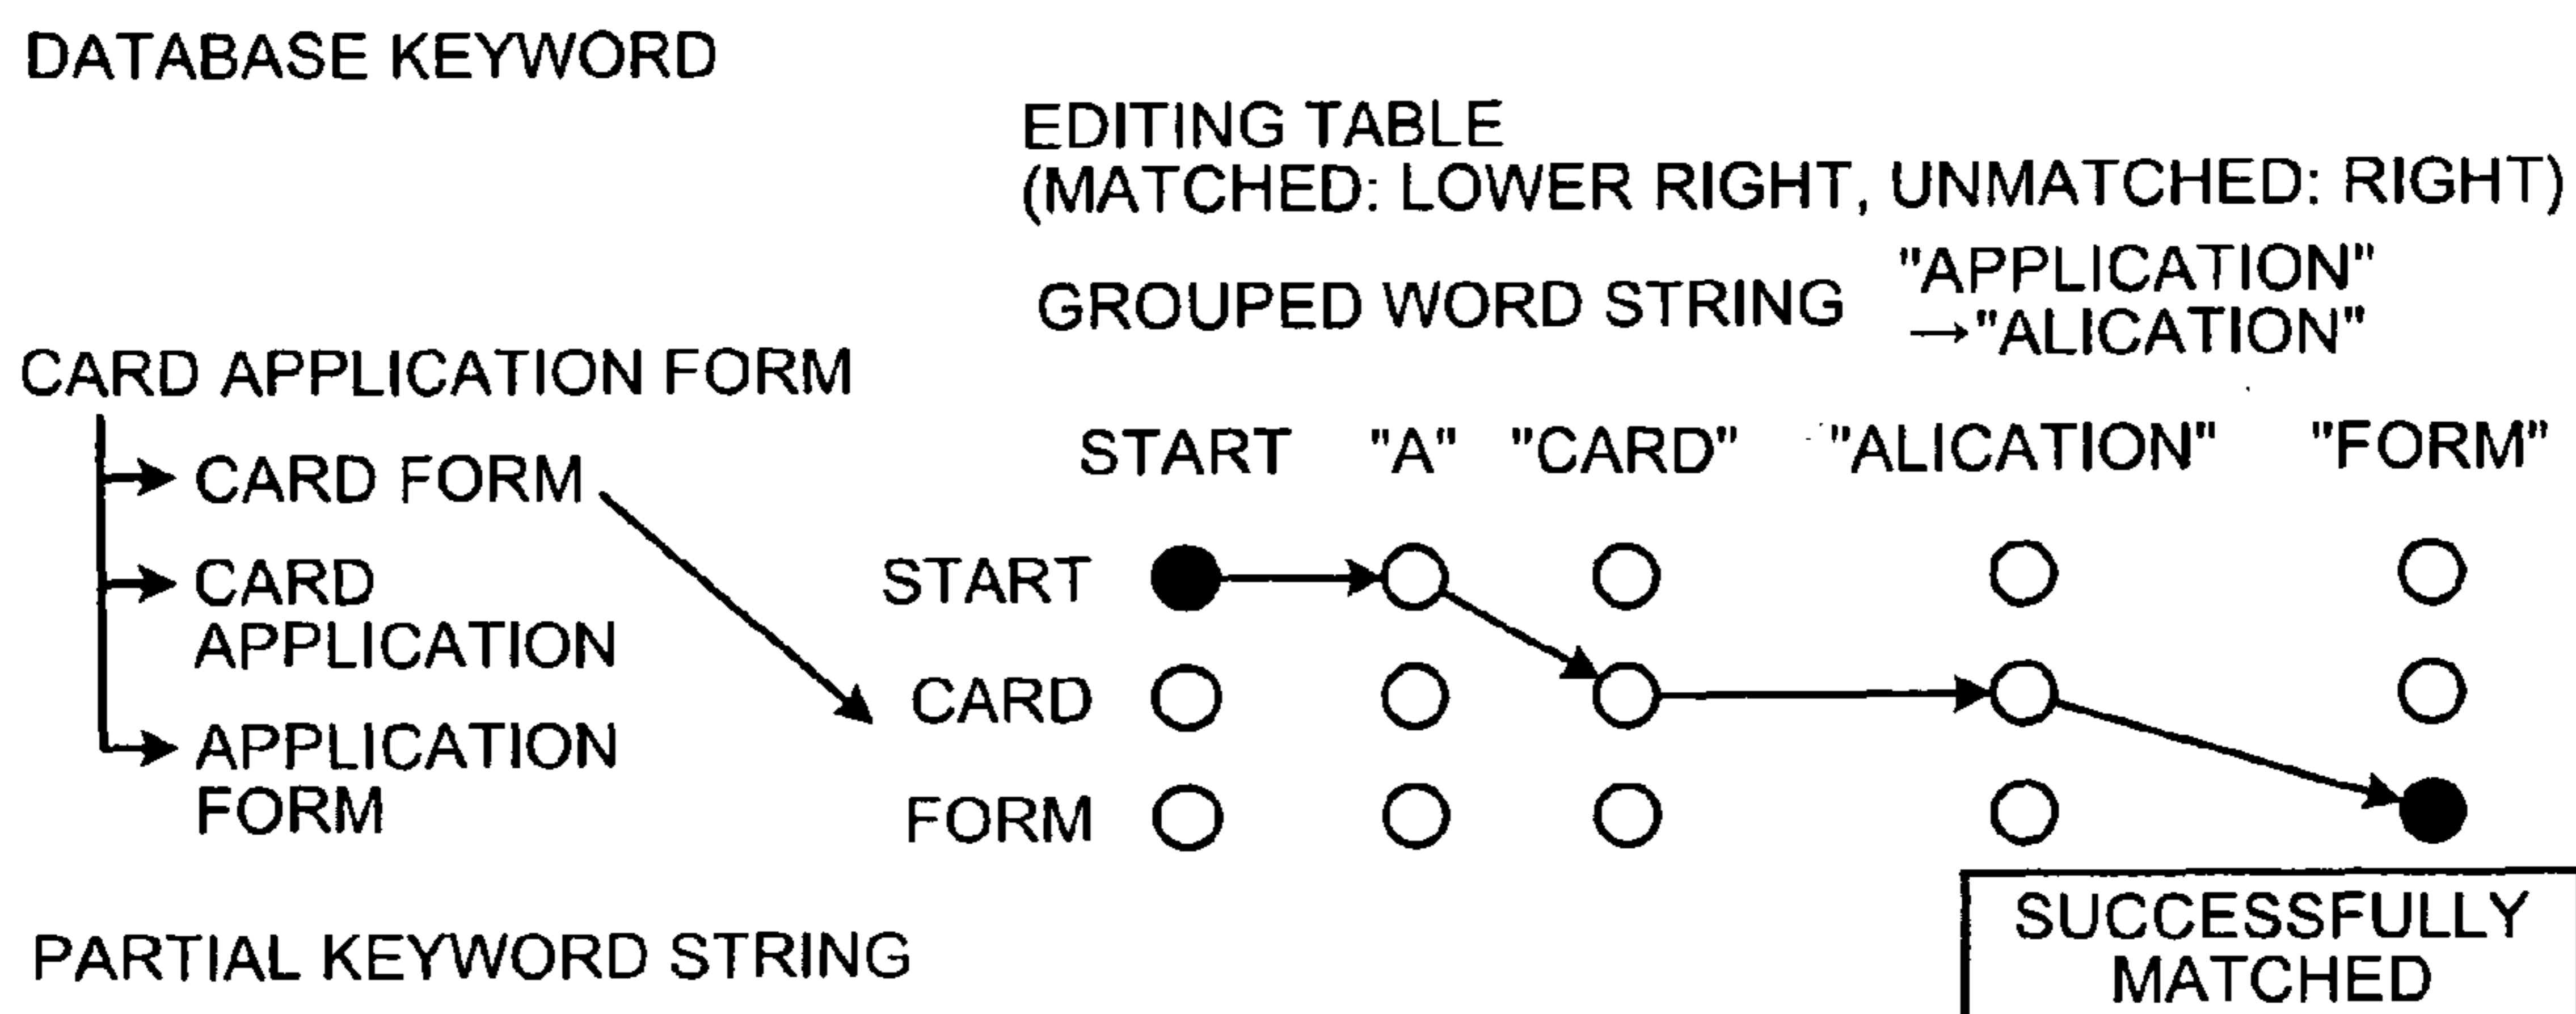 DATABASE KEYWORD
EDITING TABLE
(MATCHED: LOWER RIGHT, UNMATCHED: RIGHT)
GROUPED WORD STRING
"APPLICATION"
→"ALICATION"
CARD APPLICATION FORM
CARD FORM
CARD
APPLICATION
APPLICATION
FORM
START "A" "CARD" "ALICATION" "FORM"
START
CARD
FORM
SUCCESSFULLY
MATCHED
PARTIAL KEYWORD STRING